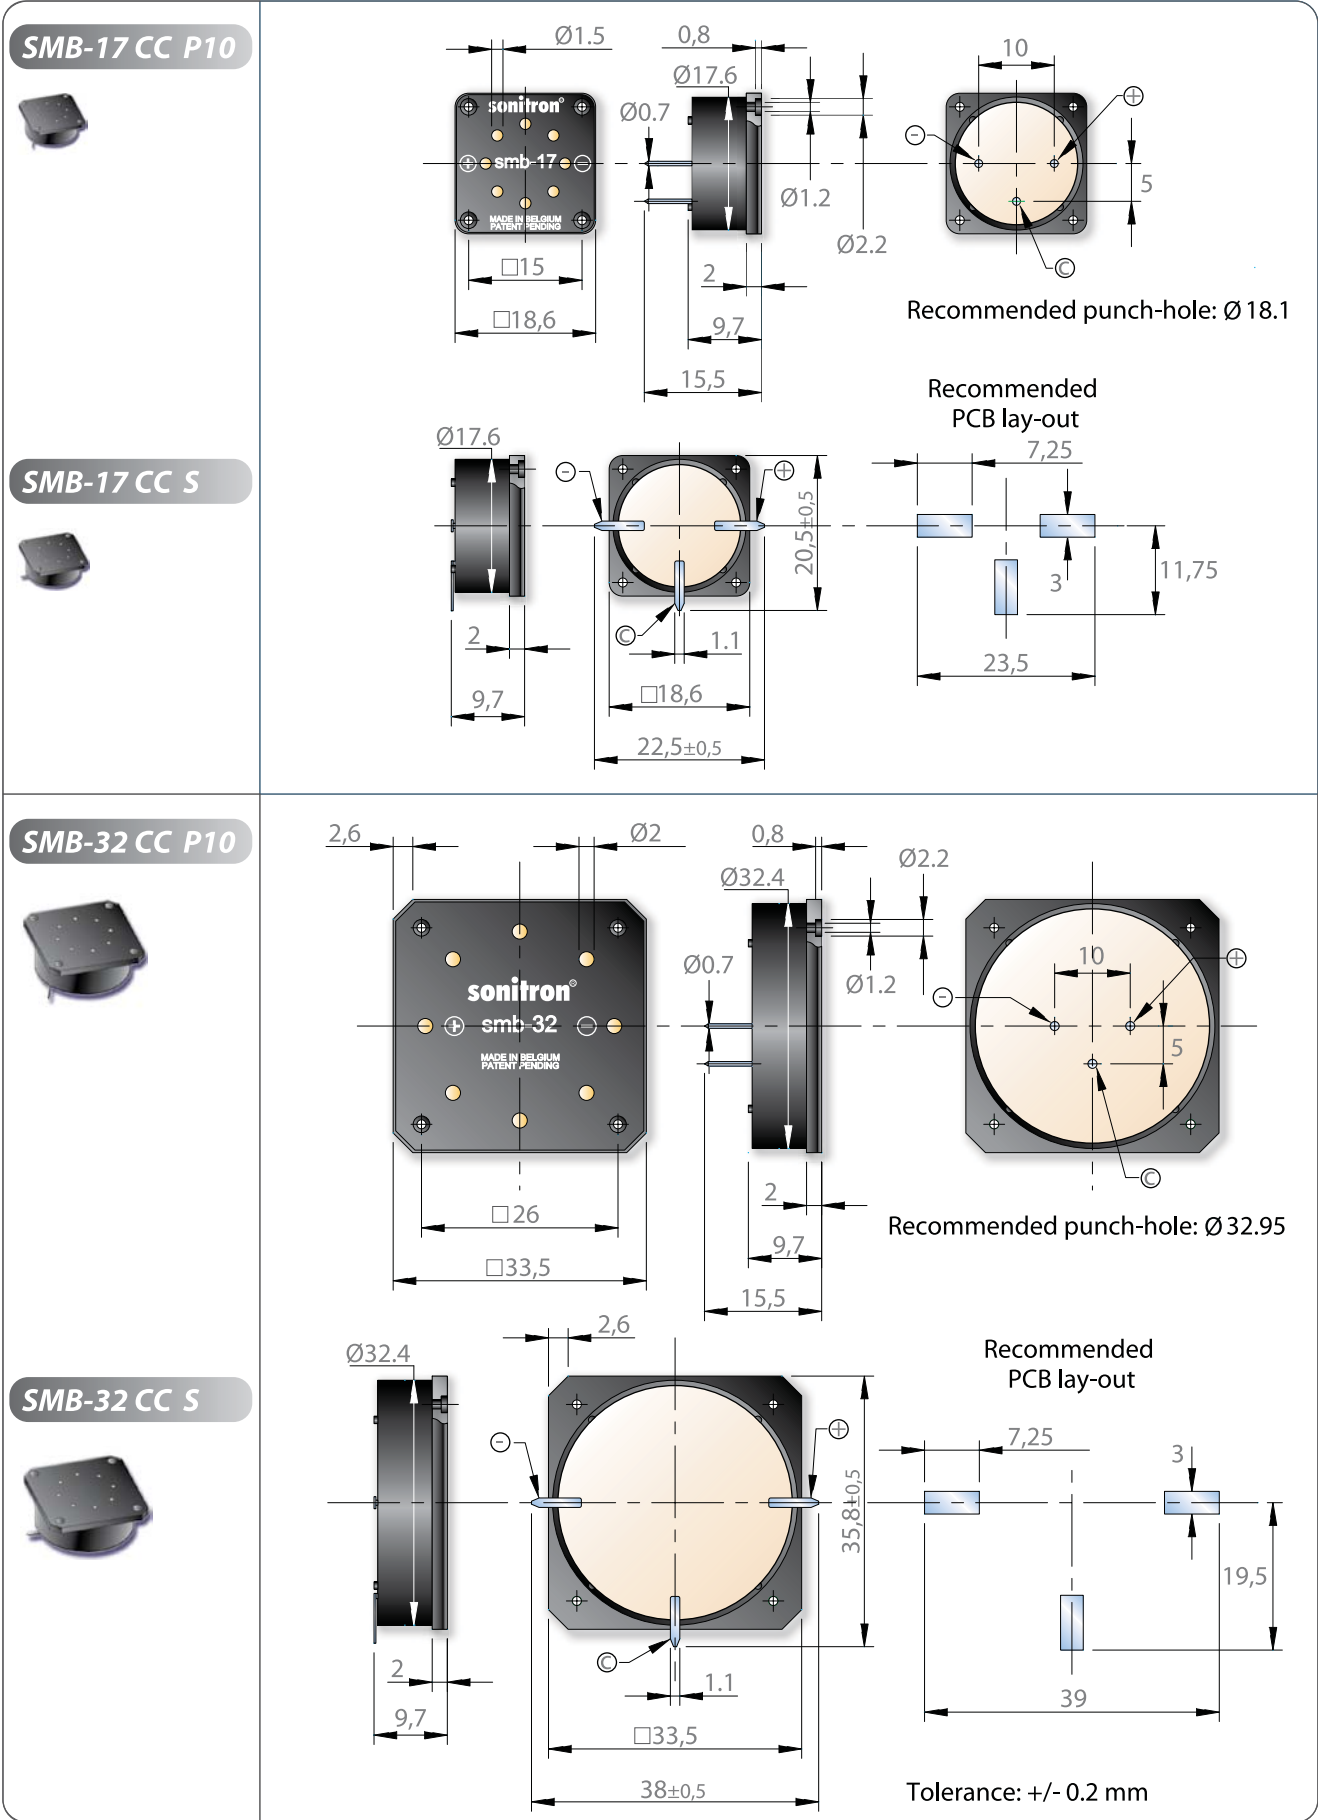 SMB-17 CC P10
Ø1.5
0,8
10
Ø17.6
Ø0.7
sonitron®
+ smb-17 −
MADE IN BELGIUM
PATENT PENDING
Ø1.2
Ø2.2
−
+
5
©
□15
□18,6
2
9,7
15,5
Recommended punch-hole: Ø 18.1
SMB-17 CC S
Ø17.6
2
9,7
−
+
20,5±0,5
©
1.1
□18,6
22,5±0,5
Recommended
PCB lay-out
7,25
3
11,75
23,5
SMB-32 CC P10
2,6
Ø2
0,8
Ø2.2
Ø32.4
Ø0.7
Ø1.2
sonitron®
+ smb-32 −
MADE IN BELGIUM
PATENT PENDING
10
−
+
5
©
□26
□33,5
2
9,7
15,5
Recommended punch-hole: Ø 32.95
SMB-32 CC S
Ø32.4
2
9,7
2,6
−
+
35,8±0,5
©
1.1
□33,5
38±0,5
Recommended
PCB lay-out
7,25
3
19,5
39
Tolerance: +/- 0.2 mm